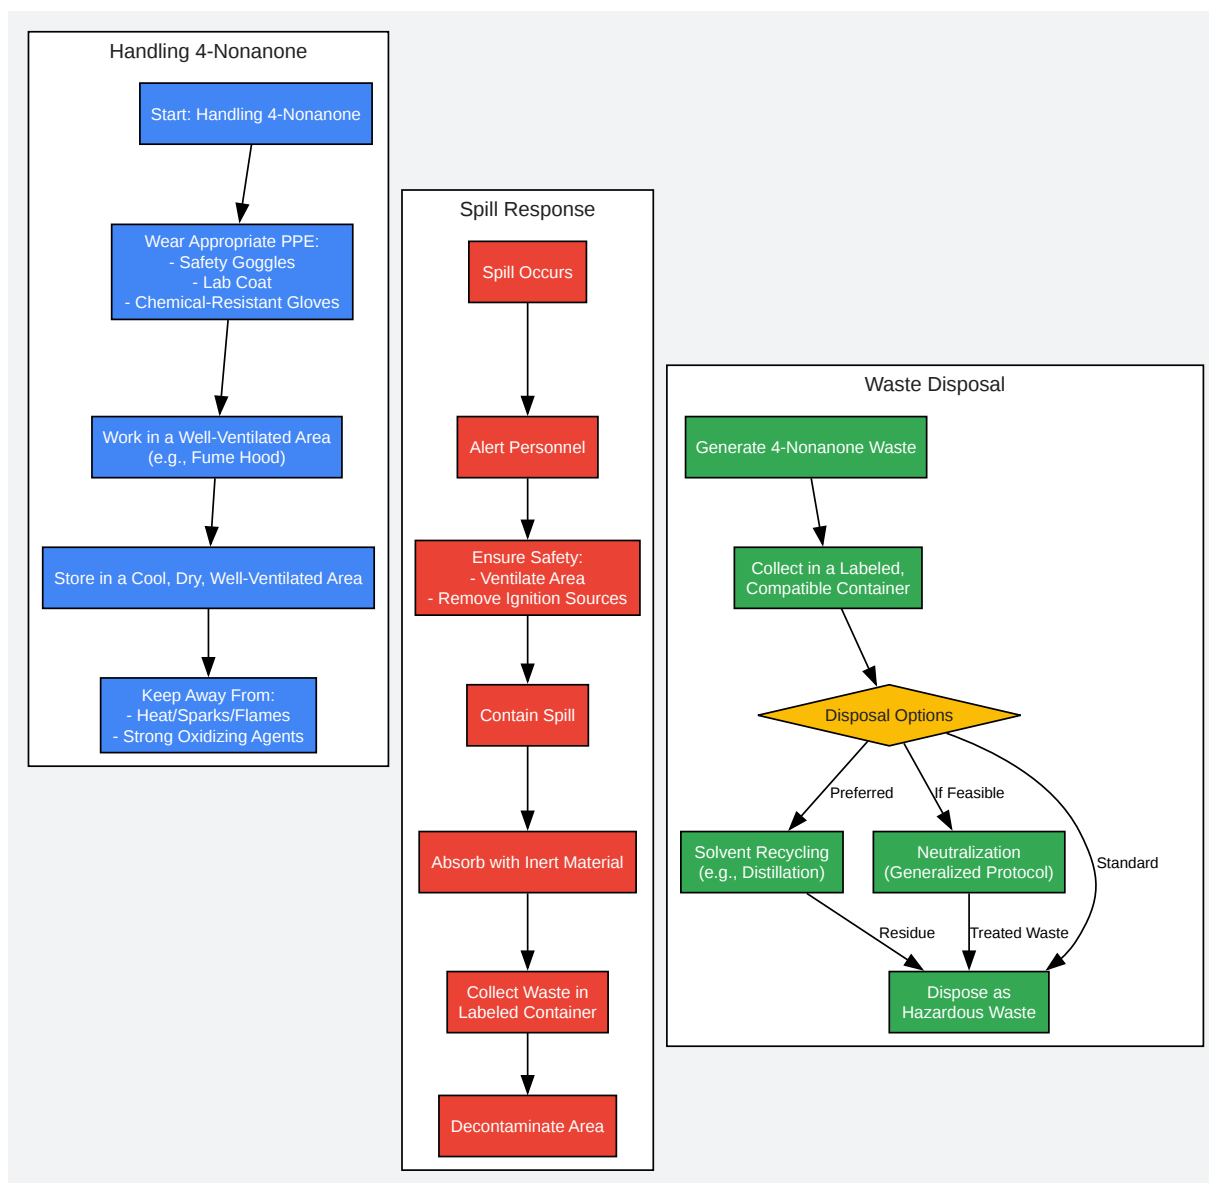 Handling 4-Nonanone
Start: Handling 4-Nonanone
Wear Appropriate PPE:
- Safety Goggles
- Lab Coat
- Chemical-Resistant Gloves
Work in a Well-Ventilated Area
(e.g., Fume Hood)
Store in a Cool, Dry, Well-Ventilated Area
Keep Away From:
- Heat/Sparks/Flames
- Strong Oxidizing Agents
Spill Response
Spill Occurs
Alert Personnel
Ensure Safety:
- Ventilate Area
- Remove Ignition Sources
Contain Spill
Absorb with Inert Material
Collect Waste in
Labeled Container
Decontaminate Area
Waste Disposal
Generate 4-Nonanone Waste
Collect in a Labeled,
Compatible Container
Disposal Options
Preferred
If Feasible
Standard
Solvent Recycling
(e.g., Distillation)
Neutralization
(Generalized Protocol)
Residue
Treated Waste
Dispose as
Hazardous Waste